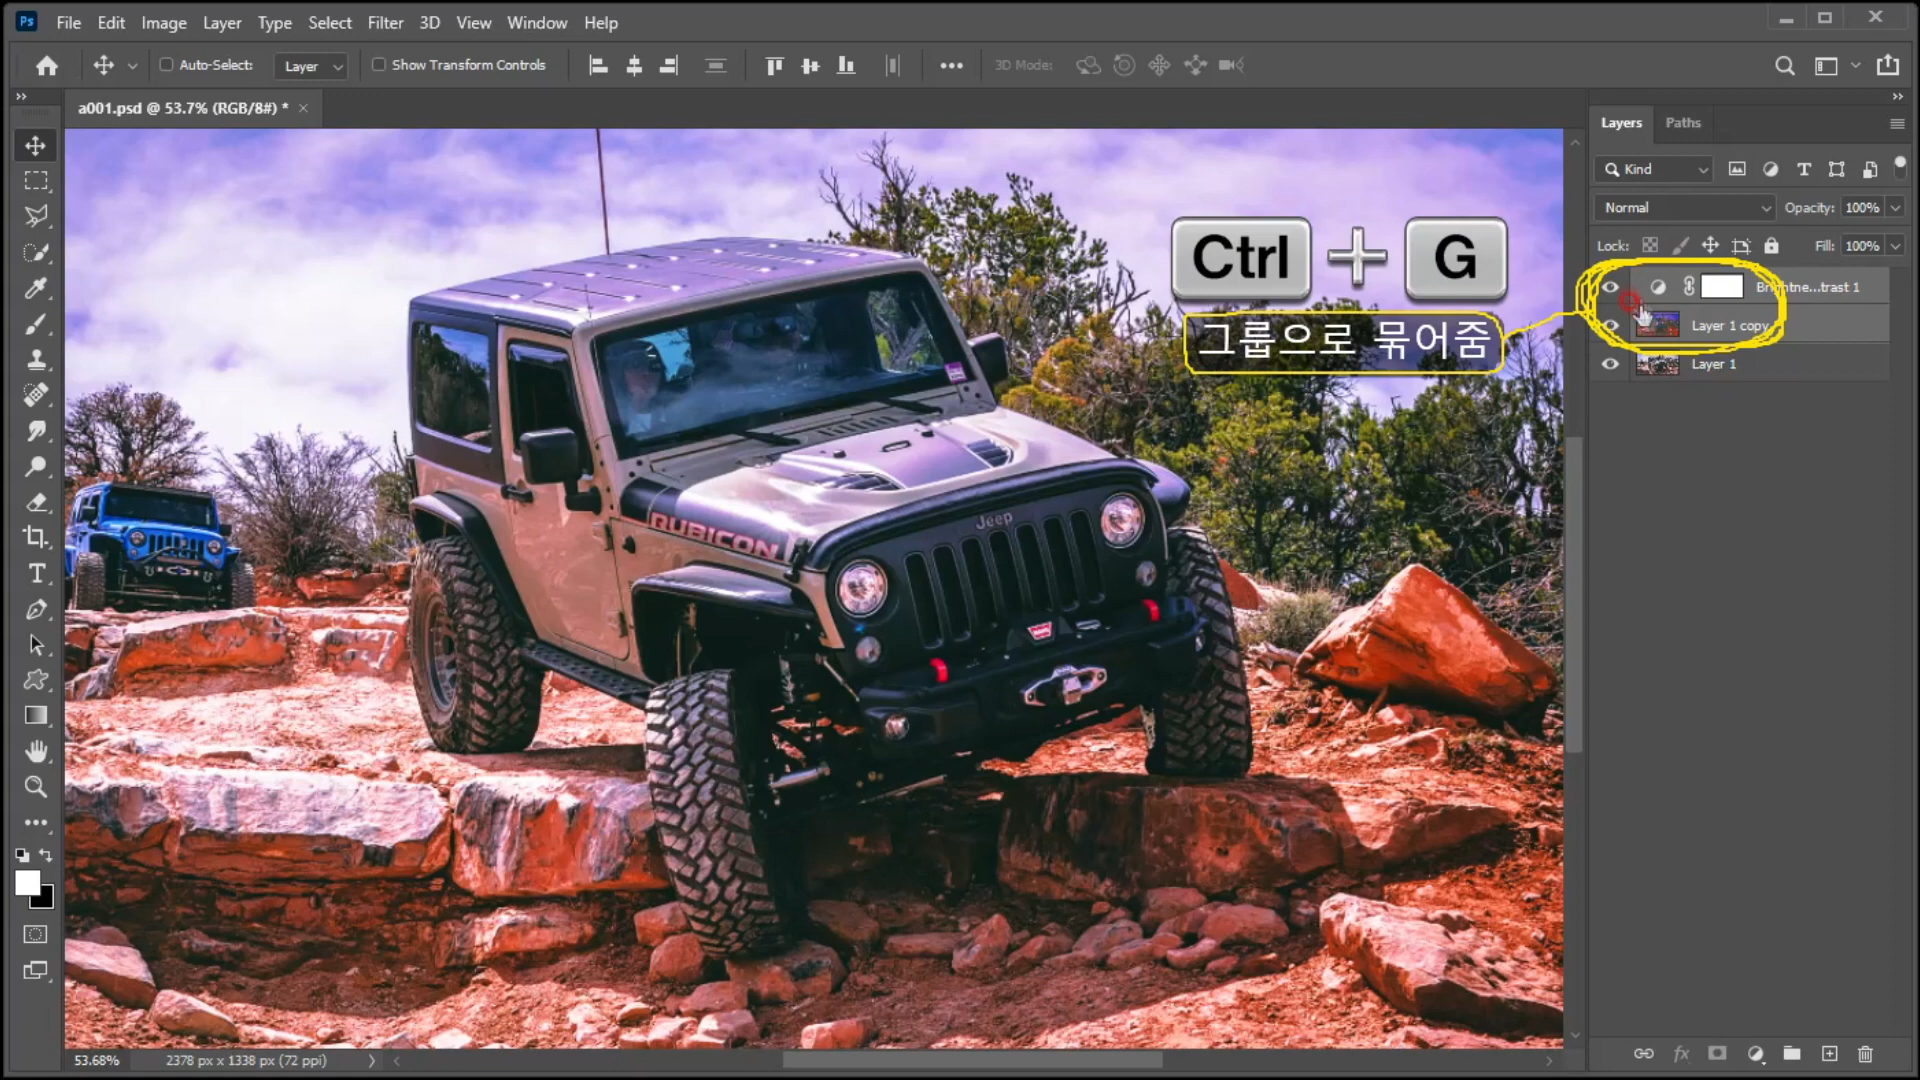 Ps File Edit Image Layer Type Select Filter 3D View Window Help
Auto-Select: Layer Show Transform Controls 3D Mode:
a001.psd @ 53.7% (RGB/8#) *
Layers Paths
Kind
Normal Opacity: 100%
Lock: Fill: 100%
Ctrl + G
그룹으로 묶어줌
Brightne...trast 1
Layer 1 copy
Layer 1
Jeep
RUBICON
53.68% 2378 px x 1338 px (72 ppi)
fx